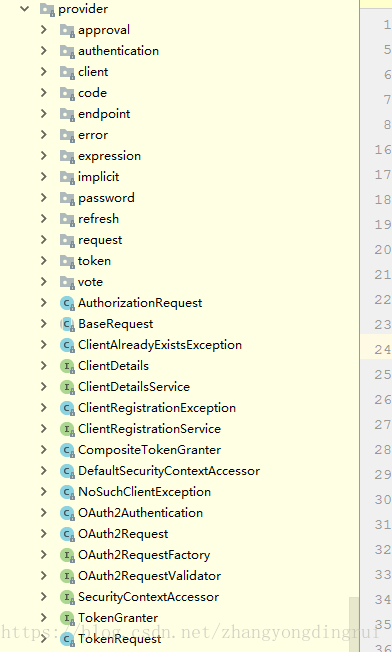 provider
approval
authentication
client
code
endpoint
error
expression
implicit
password
refresh
request
token
vote
C AuthorizationRequest
C BaseRequest
C ClientAlreadyExistsException
I ClientDetails
I ClientDetailsService
C ClientRegistrationException
I ClientRegistrationService
C CompositeTokenGranter
C DefaultSecurityContextAccessor
C NoSuchClientException
C OAuth2Authentication
C OAuth2Request
I OAuth2RequestFactory
I OAuth2RequestValidator
I SecurityContextAccessor
I TokenGranter
C TokenRequest
1
5
6
7
8
16
17
18
19
20
21
22
23
24
25
26
27
28
29
30
31
32
33
34
35
36
https://blog.csdn.net/zhangyongdingrui